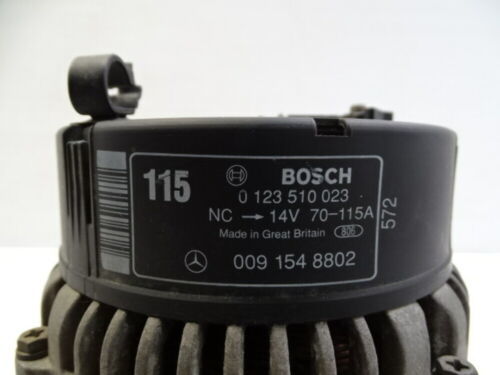 115 BOSCH
0 123 510 023
NC → 14V 70-115A
Made in Great Britain 806
572
009 154 8802